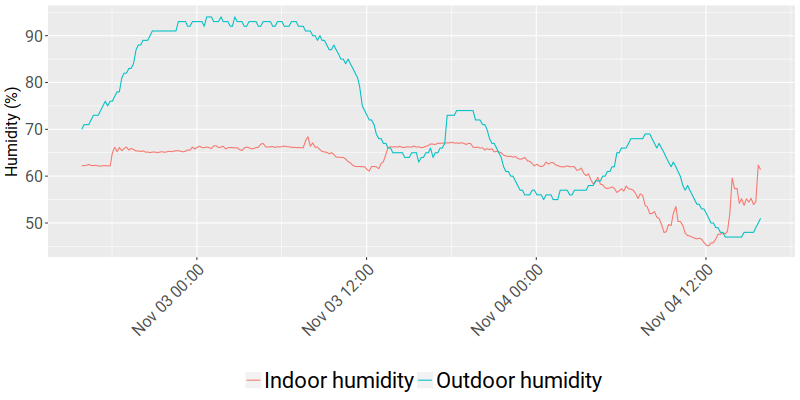 Humidity (%)
90
80
70
60
50
Nov 03 00:00
Nov 03 12:00
Nov 04 00:00
Nov 04 12:00
Indoor humidity Outdoor humidity